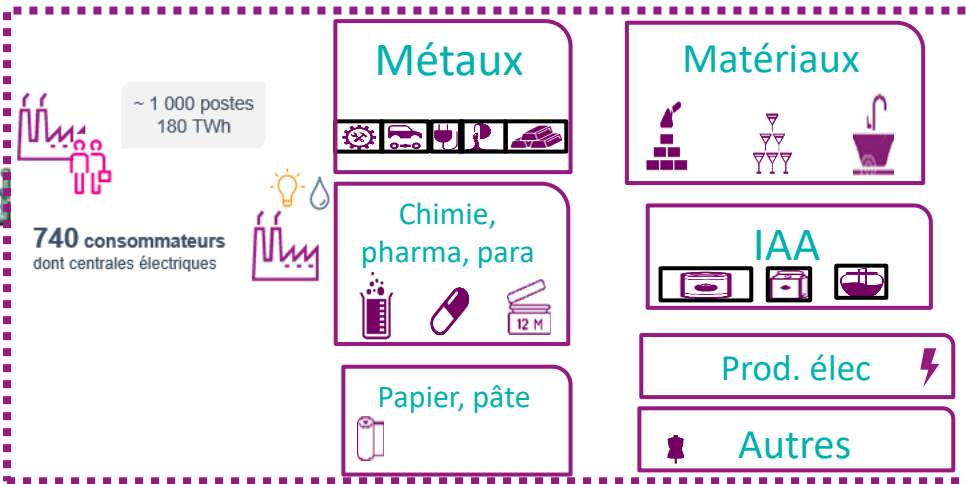 ~ 1 000 postes
180 TWh
740 consommateurs
dont centrales électriques
Métaux
Matériaux
Chimie,
pharma, para
12 M
IAA
Papier, pâte
Prod. élec
Autres